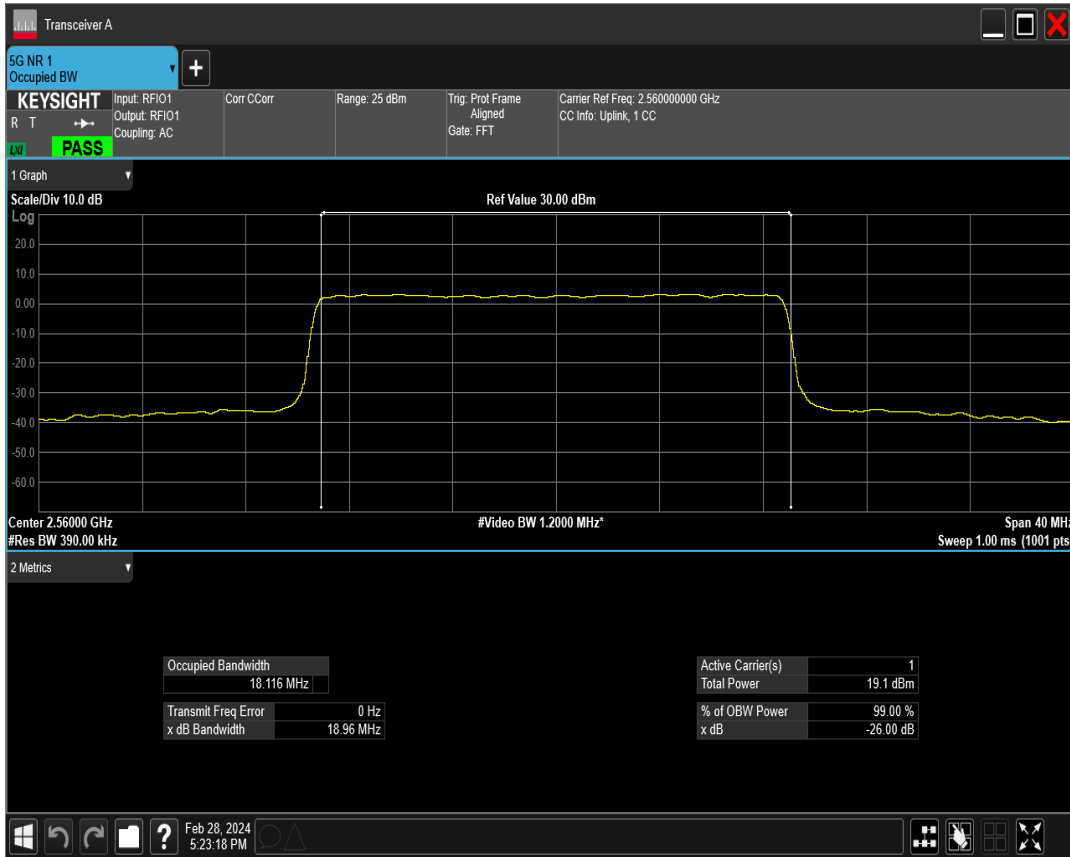 Transceiver A
5G NR 1
Occupied BW
KEYSIGHT
R T
LXI
PASS
Input: RFIO1
Output: RFIO1
Coupling: AC
Corr CCorr
Range: 25 dBm
Trig: Prot Frame
Aligned
Gate: FFT
Carrier Ref Freq: 2.560000000 GHz
CC Info: Uplink, 1 CC
1 Graph
Scale/Div 10.0 dB
Ref Value 30.00 dBm
Log
20.0
10.0
0.00
-10.0
-20.0
-30.0
-40.0
-50.0
-60.0
Center 2.56000 GHz
#Video BW 1.2000 MHz*
Span 40 MHz
#Res BW 390.00 kHz
Sweep 1.00 ms (1001 pts
2 Metrics
Occupied Bandwidth
18.116 MHz
Transmit Freq Error 0 Hz
x dB Bandwidth 18.96 MHz
Active Carrier(s) 1
Total Power 19.1 dBm
% of OBW Power 99.00 %
x dB -26.00 dB
?
Feb 28, 2024
5:23:18 PM